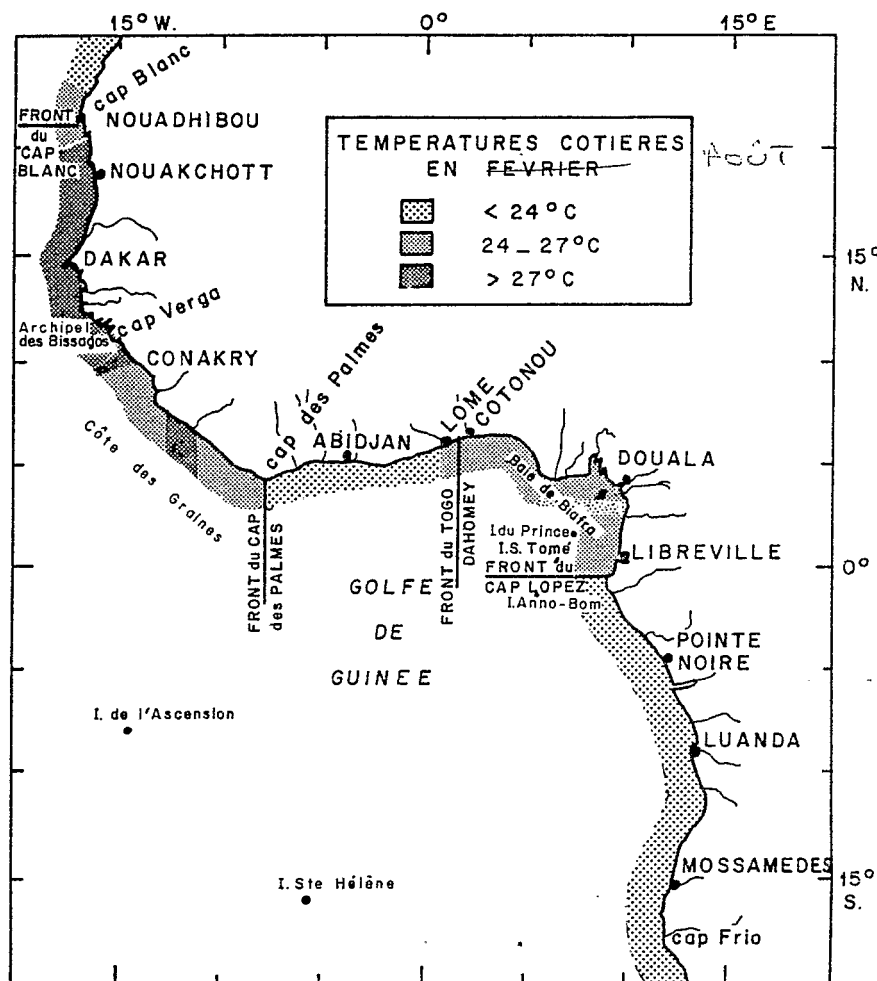 15° W.
0°
15° E
cap Blanc
FRONT
du
CAP
BLANC
NOUADHIBOU
NOUAKCHOTT
TEMPERATURES COTIERES
EN FEVRIER
AOÛT
< 24°C
24_27°C
> 27°C
DAKAR
15°
N.
cap Verga
Archipel
des Bissagos
CONAKRY
Côte des Graines
cap des Palmes
ABIDJAN
LOME
COTONOU
DOUALA
Baie de Biafra
FRONT du CAP
des PALMES
FRONT du TOGO
DAHOMEY
I.du Prince
I.S. Tomé
FRONT du
CAP LOPEZ
I.Anno-Bom
LIBREVILLE
0°
GOLFE
DE
GUINEE
POINTE
NOIRE
I. de l'Ascension
LUANDA
MOSSAMEDES
15°
S.
I. Ste Hélène
cap Frio